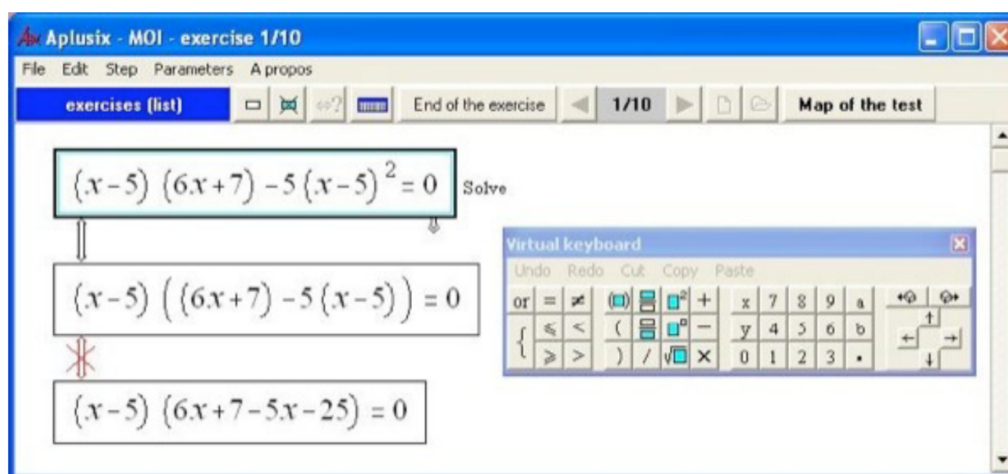 Aplusix - MOI - exercise 1/10
File Edit Step Parameters A propos
exercises (list) ⇔? End of the exercise 1/10 Map of the test
(x-5) (6x+7) -5(x-5)² = 0 Solve
Virtual keyboard
Undo Redo Cut Copy Paste
(x-5) ((6x+7) -5(x-5)) = 0
or = ≠ (□) □² + x 7 8 9 a
{ ⩽ < ( □ − y 4 5 6 b ↑ ← →
⩾ > ) / √□ × 0 1 2 3 . ↓
(x-5) (6x+7-5x-25) = 0